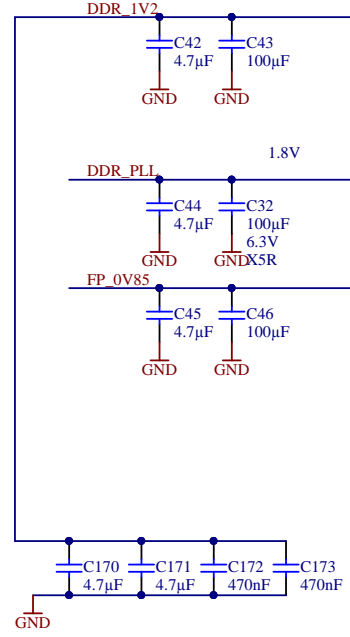 DDR_1V2
C42
4.7µF
C43
100µF
GND
GND
1.8V
DDR_PLL
C44
4.7µF
C32
100µF
6.3V
X5R
GND
GND
FP_0V85
C45
4.7µF
C46
100µF
GND
GND
C170
4.7µF
C171
4.7µF
C172
470nF
C173
470nF
GND